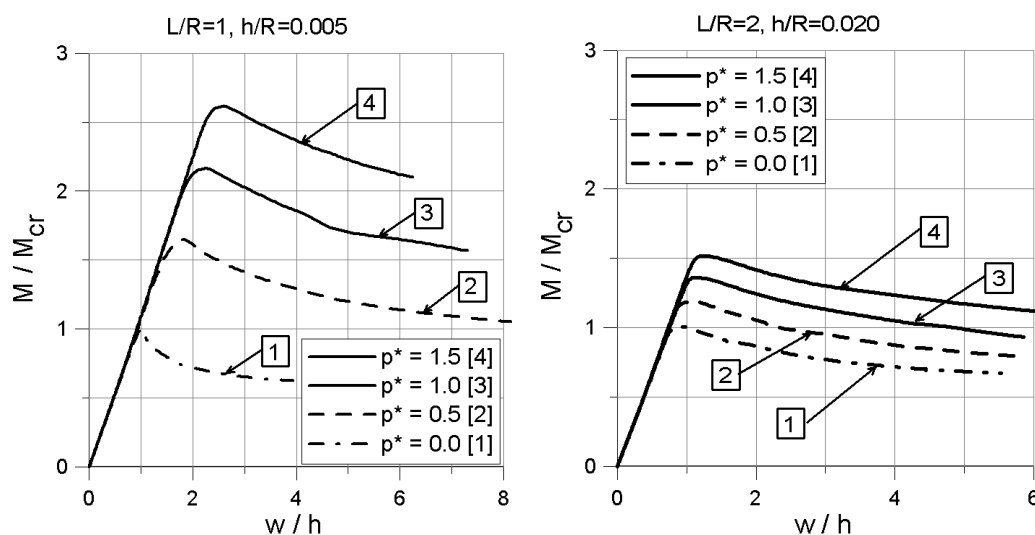 L/R=1, h/R=0.005
3
2
1
0
M / Mcr
0 2 4 6 8
w / h
4
3
2
1
p* = 1.5 [4]
p* = 1.0 [3]
p* = 0.5 [2]
p* = 0.0 [1]
L/R=2, h/R=0.020
3
2
1
0
M / Mcr
0 2 4 6
w / h
p* = 1.5 [4]
p* = 1.0 [3]
p* = 0.5 [2]
p* = 0.0 [1]
4
3
2
1